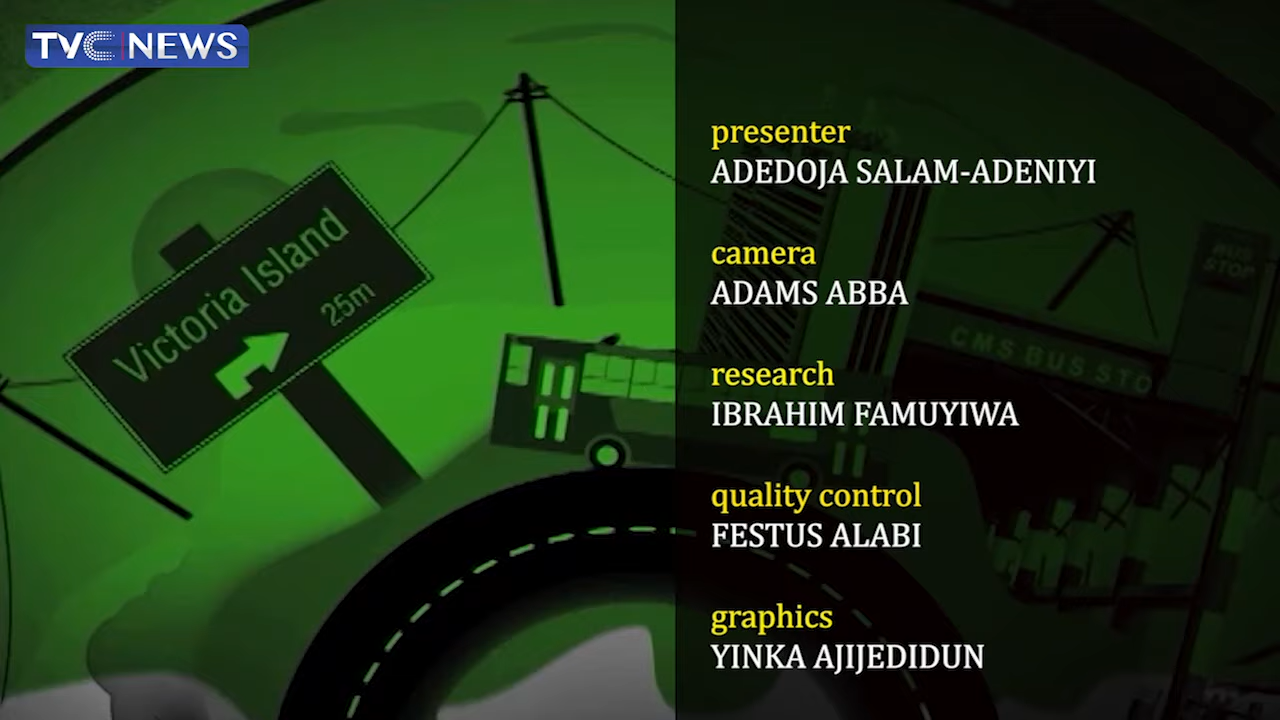 TVC NEWS
Victoria Island
25m
presenter
ADEDOJA SALAM-ADENIYI
camera
ADAMS ABBA
research
IBRAHIM FAMUYIWA
quality control
FESTUS ALABI
graphics
YINKA AJIJEDIDUN
BUS
STOP
CMS BUS STO